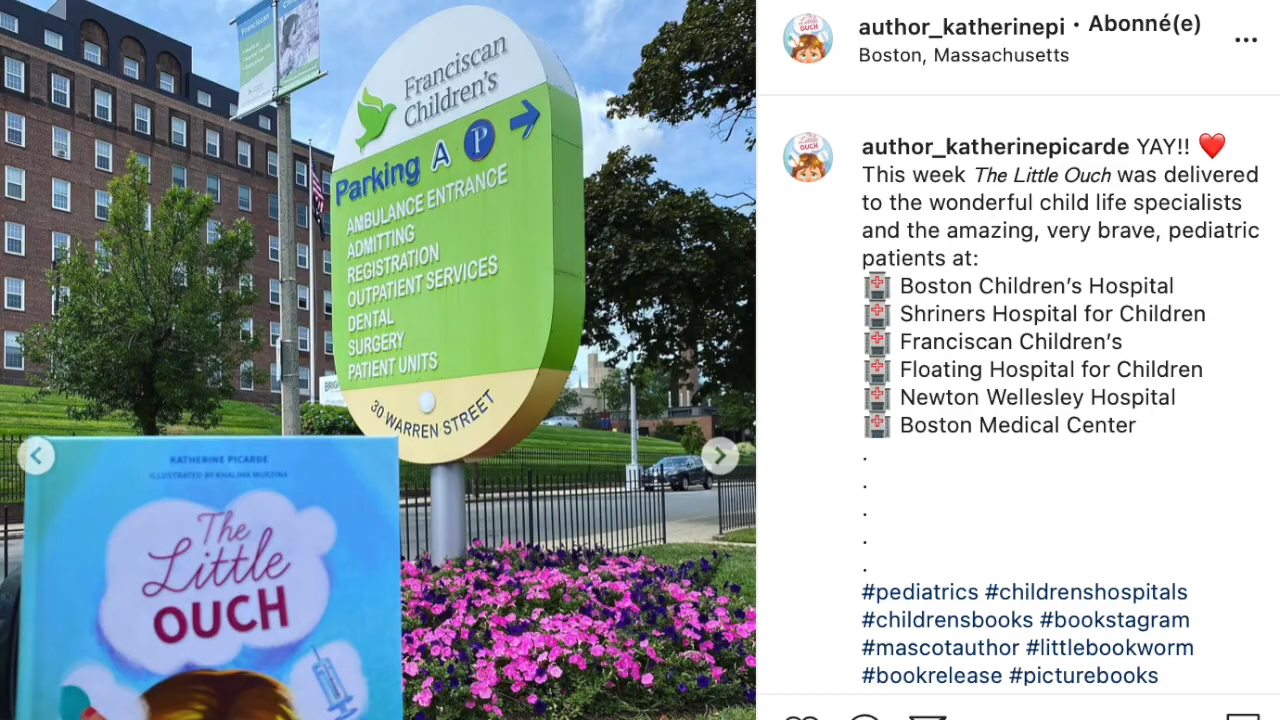 Franciscan
Children's
Parking A P
AMBULANCE ENTRANCE
ADMITTING
REGISTRATION
OUTPATIENT SERVICES
DENTAL
SURGERY
PATIENT UNITS
30 WARREN STREET
KATHERINE PICARDE
ILLUSTRATED BY KHALIMA MURZINA
The
Little
OUCH
author_katherinepi • Abonné(e)
Boston, Massachusetts
author_katherinepicarde YAY!! ❤️
This week The Little Ouch was delivered
to the wonderful child life specialists
and the amazing, very brave, pediatric
patients at:
🏥 Boston Children's Hospital
🏥 Shriners Hospital for Children
🏥 Franciscan Children's
🏥 Floating Hospital for Children
🏥 Newton Wellesley Hospital
🏥 Boston Medical Center
.
.
.
.
.
#pediatrics #childrenshospitals
#childrensbooks #bookstagram
#mascotauthor #littlebookworm
#bookrelease #picturebooks